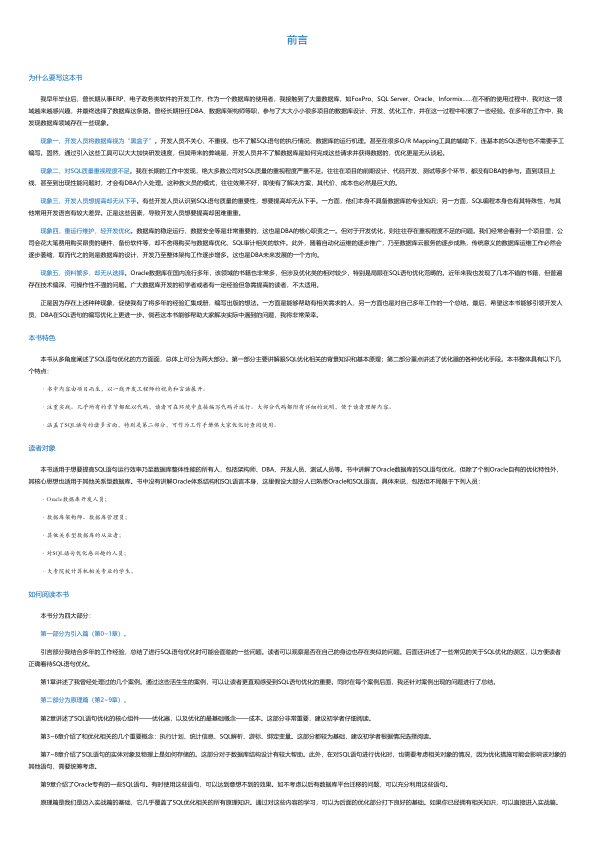 前言
为什么要写这本书
我早年毕业后，曾长期从事ERP、电子政务类软件的开发工作，作为一个数据库的使用者，我接触到了大量数据库，如FoxPro、SQL Server、Oracle、Informix……在不断的使用过程中，我对这一领
域越来越感兴趣，并最终选择了数据库这条路。曾经长期担任DBA、数据库架构师等职，参与了大大小小很多项目的数据库设计、开发、优化工作，并在这一过程中积累了一些经验。在多年的工作中，我
发现数据库领域存在一些现象。
现象一，开发人员将数据库视为“黑盒子”。开发人员不关心、不重视，也不了解SQL语句的执行情况、数据库的运行机理。甚至在很多O/R Mapping工具的辅助下，连基本的SQL语句也不需要手工
编写。固然，通过引入这些工具可以大大加快研发速度，但其带来的弊端是，开发人员并不了解数据库是如何完成这些请求并获得数据的，优化更是无从谈起。
现象二、对SQL质量重视程度不足。我在长期的工作中发现，绝大多数公司对SQL质量的重视程度严重不足。往往在项目的前期设计、代码开发、测试等多个环节，都没有DBA的参与。直到项目上
线，甚至到出现性能问题时，才会有DBA介入处理。这种救火员的模式，往往效果不好，即使有了解决方案，其代价、成本也必然是巨大的。
现象三，开发人员想提高却无从下手。有些开发人员认识到SQL语句优化的重要性，想要提高却无从下手。一方面，他们本身不具备数据库的专业知识；另一方面，SQL编程本身也有其特殊性，与其
他常用开发语言有较大差异。正是这些因素，导致开发人员想要提高却困难重重。
现象四、重运维护、轻开发优化。数据库的稳定运行，数据安全等是非常重要的，这也是DBA的核心职责之一。但对于开发优化，则往往存在重视程度不足的问题。我们经常会看到一个项目里，公
司会花大笔费用购买昂贵的硬件、备份软件等，却不舍得购买与数据库优化、SQL审计相关的软件。此外，随着自动化运维的逐步推广，乃至数据库云服务的逐步成熟，传统意义的数据库运维工作必然会
逐步萎缩，取而代之的则是数据库的设计、开发乃至整体架构工作逐步增多，这也是DBA未来发展的一个方向。
现象五、资料繁多，却无从选择。Oracle数据库在国内流行多年，该领域的书籍也非常多，但涉及优化类的相对较少，特别是局限在SQL语句优化范畴的。近年来我也发现了几本不错的书籍，但普遍
存在技术偏深、可操作性不强的问题。广大数据库开发的初学者或者有一定经验但急需提高的读者，不太适用。
正是因为存在上述种种现象，促使我有了将多年的经验汇集成册，编写出版的想法。一方面是能够帮助有相关需求的人，另一方面也是对自己多年工作的一个总结。最后，希望这本书能够引领开发人
员、DBA在SQL语句的编写优化上更进一步。倘若这本书能够帮助大家解决实际中遇到的问题，我将非常荣幸。
本书特色
本书从多角度阐述了SQL语句优化的方方面面，总体上可分为两大部分。第一部分主要讲解跟SQL优化相关的背景知识和基本原理；第二部分重点讲述了优化器的各种优化手段。本书整体具有以下几
个特点：
· 书中内容由项目而生，以一线开发工程师的视角和言语展开。
· 注重实战，几乎所有的章节都配以代码，读者可在环境中直接编写代码并运行。大部分代码都附有详细的说明，便于读者理解内容。
· 涵盖了SQL语句的诸多方面，特别是第二部分，可作为工作手册供大家优化时查阅使用。
读者对象
本书适用于想要提高SQL语句运行效率乃至数据库整体性能的所有人，包括架构师、DBA、开发人员、测试人员等。书中讲解了Oracle数据库的SQL语句优化，但除了个别Oracle自有的优化特性外，
其核心思想也适用于其他关系型数据库。书中没有讲解Oracle体系结构和SQL语言本身，这里假设大部分人已熟悉Oracle和SQL语言。具体来说，包括但不局限于下列人员：
· Oracle数据库开发人员；
· 数据库架构师、数据库管理员；
· 其他关系型数据库的从业者；
· 对SQL语句优化感兴趣的人员；
· 大专院校计算机相关专业的学生。
如何阅读本书
本书分为四大部分：
第一部分为引入篇（第0~1章）。
引言部分我结合多年的工作经验，总结了进行SQL语句优化时可能会面临的一些问题。读者可以观察是否在自己的身边也存在类似的问题。后面还讲述了一些常见的关于SQL优化的误区，以方便读者
正确看待SQL语句优化。
第1章讲述了我曾经处理过的几个案例。通过这些活生生的案例，可以让读者更直观感受到SQL语句优化的重要。同时在每个案例后面，我还针对案例出现的问题进行了总结。
第二部分为原理篇（第2~9章）。
第2章讲述了SQL语句优化的核心组件——优化器，以及优化的最基础概念——成本。这部分非常重要，建议初学者仔细阅读。
第3~6章介绍了和优化相关的几个重要概念：执行计划、统计信息、SQL解析、游标、绑定变量。这部分都较为基础，建议初学者根据情况选择阅读。
第7~8章介绍了SQL语句的实体对象及物理上是如何存储的。这部分对于数据库结构设计有较大帮助。此外，在对SQL语句进行优化时，也需要考虑相关对象的情况，因为优化措施可能会影响该对象的
其他语句，需要统筹考虑。
第9章介绍了Oracle专有的一些SQL语句。有时使用这些语句，可以达到意想不到的效果。如不考虑以后有数据库平台迁移的问题，可以充分利用这些语句。
原理篇是我们是迈入实战篇的基础，它几乎覆盖了SQL优化相关的所有原理知识。通过对这些内容的学习，可以为后面的优化部分打下良好的基础。如果你已经拥有相关知识，可以直接进入实战篇。